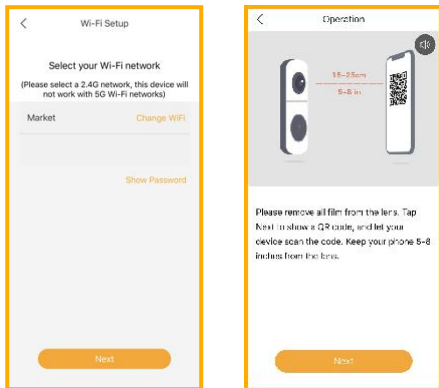 Wi-Fi Setup
Select your Wi-Fi network
(Please select a 2.4G network, this device will
not work with 5G Wi-Fi networks)
Market
Change WiFi
Show Password
Next
Operation
15-25cm
5-8 in
Please remove all film from the lens. Tap
Next to show a QR code, and let your
device scan the code. Keep your phone 5-8
inches from the lens.
Next